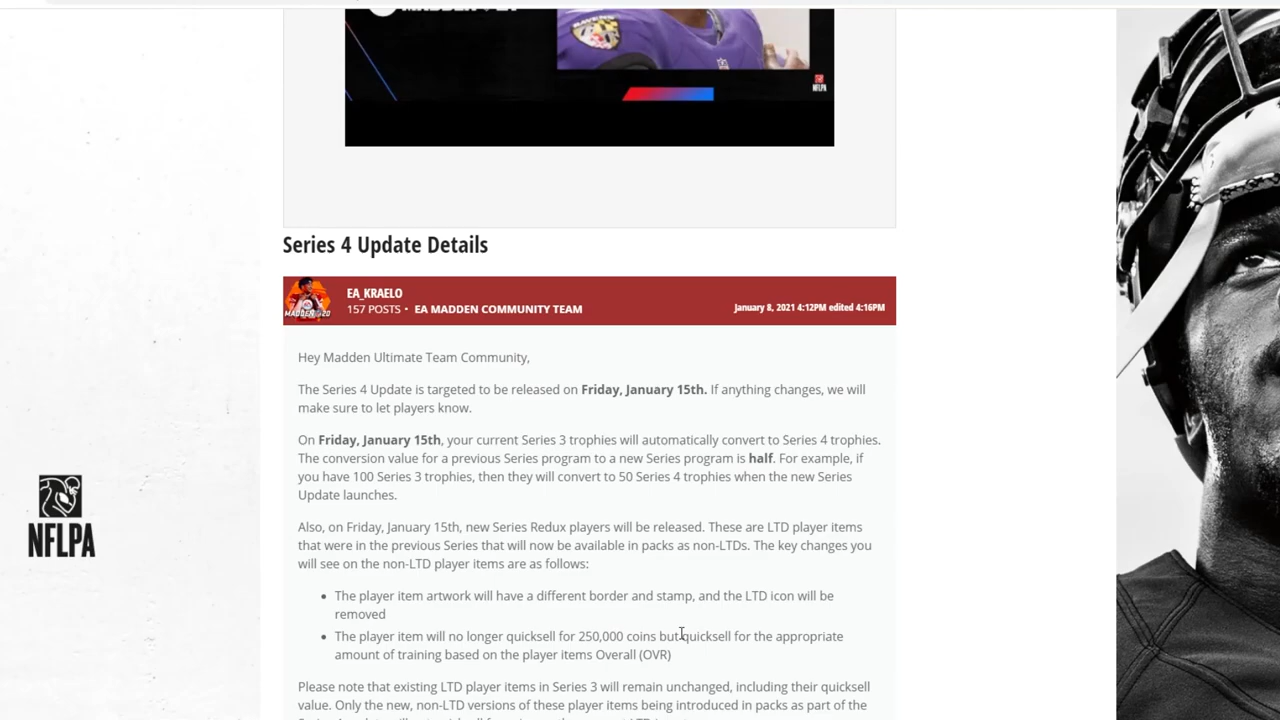 RAVENS
NFLPA
Series 4 Update Details
EA_KRAELO
157 POSTS • EA MADDEN COMMUNITY TEAM
January 8, 2021 4:12PM edited 4:16PM
MADDEN 20
Hey Madden Ultimate Team Community,
The Series 4 Update is targeted to be released on Friday, January 15th. If anything changes, we will
make sure to let players know.
On Friday, January 15th, your current Series 3 trophies will automatically convert to Series 4 trophies.
The conversion value for a previous Series program to a new Series program is half. For example, if
you have 100 Series 3 trophies, then they will convert to 50 Series 4 trophies when the new Series
Update launches.
Also, on Friday, January 15th, new Series Redux players will be released. These are LTD player items
that were in the previous Series that will now be available in packs as non-LTDs. The key changes you
will see on the non-LTD player items are as follows:
• The player item artwork will have a different border and stamp, and the LTD icon will be
removed
• The player item will no longer quicksell for 250,000 coins but quicksell for the appropriate
amount of training based on the player items Overall (OVR)
Please note that existing LTD player items in Series 3 will remain unchanged, including their quicksell
value. Only the new, non-LTD versions of these player items being introduced in packs as part of the
NFLPA